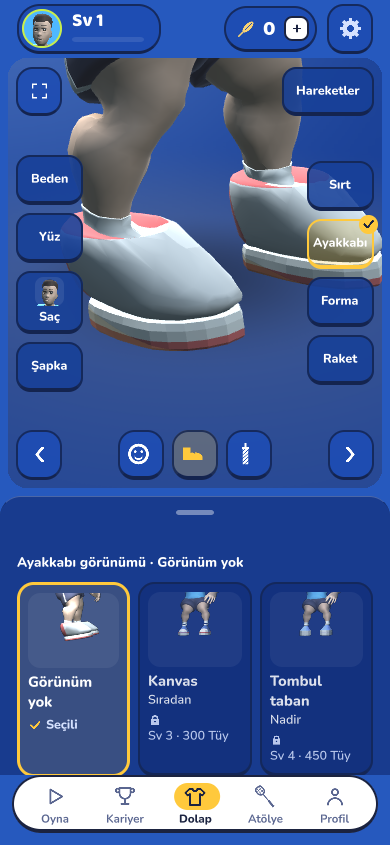 Sv 1
0
+
Hareketler
Beden
Sırt
Yüz
Ayakkabı
Saç
Forma
Şapka
Raket
Ayakkabı görünümü · Görünüm yok
Görünüm
yok
Seçili
Kanvas
Sıradan
Sv 3 · 300 Tüy
Tombul
taban
Nadir
Sv 4 · 450 Tüy
Oyna
Kariyer
Dolap
Atölye
Profil